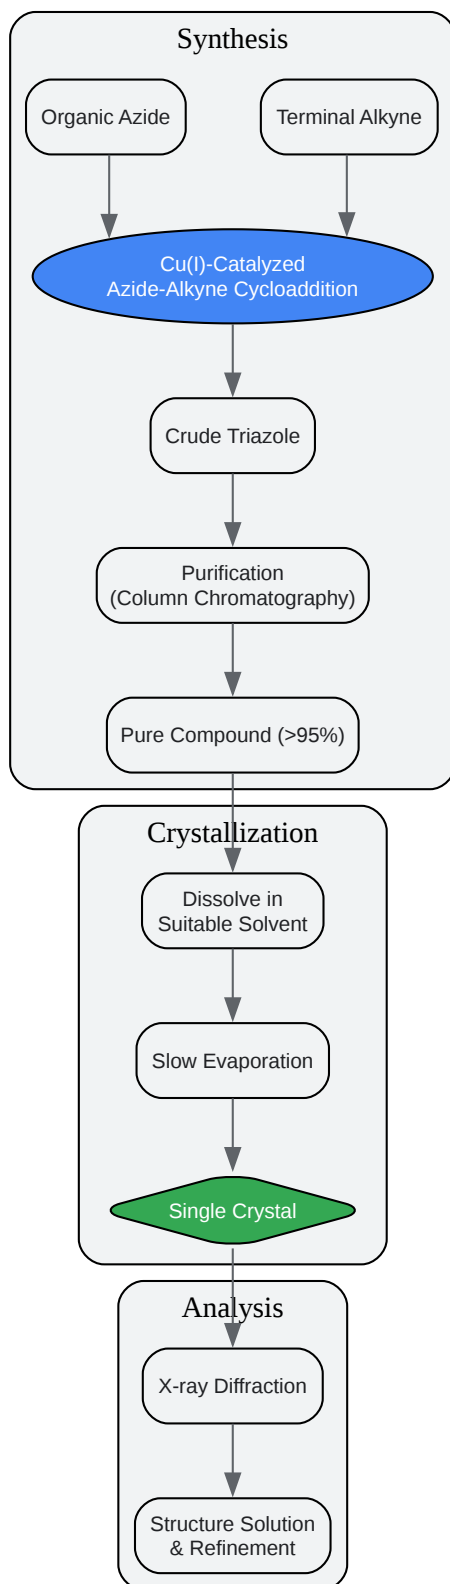 Synthesis
Organic Azide
Terminal Alkyne
Cu(I)-Catalyzed
Azide-Alkyne Cycloaddition
Crude Triazole
Purification
(Column Chromatography)
Pure Compound (>95%)
Crystallization
Dissolve in
Suitable Solvent
Slow Evaporation
Single Crystal
Analysis
X-ray Diffraction
Structure Solution
& Refinement